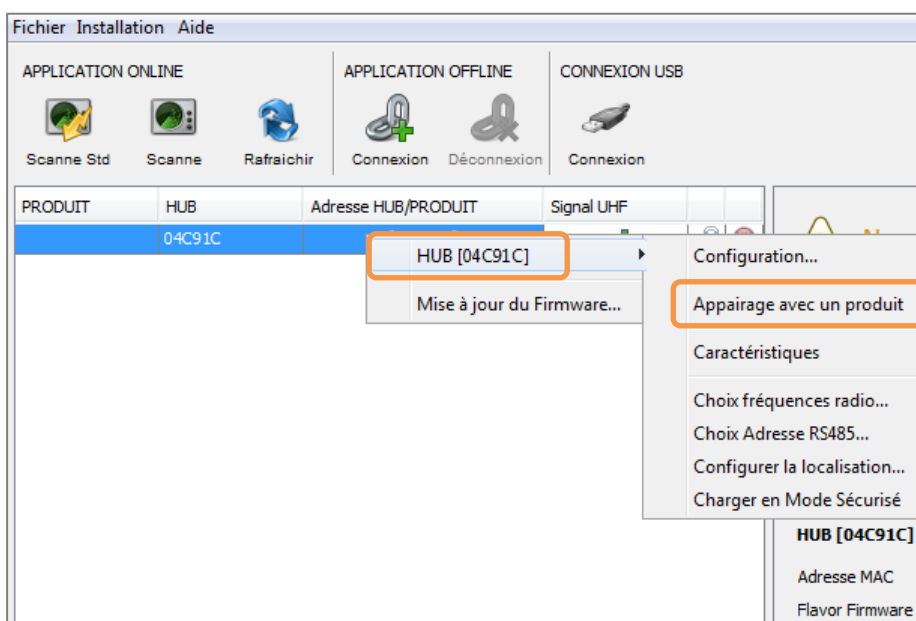 Fichier Installation Aide
APPLICATION ONLINE APPLICATION OFFLINE CONNEXION USB
Scanne Std Scanne Rafraichir Connexion Déconnexion Connexion
PRODUIT HUB Adresse HUB/PRODUIT Signal UHF
04C91C
HUB [04C91C] Configuration...
Mise à jour du Firmware... Appairage avec un produit
Caractéristiques
Choix fréquences radio...
Choix Adresse RS485...
Configurer la localisation...
Charger en Mode Sécurisé
HUB [04C91C]
Adresse MAC
Flavor Firmware